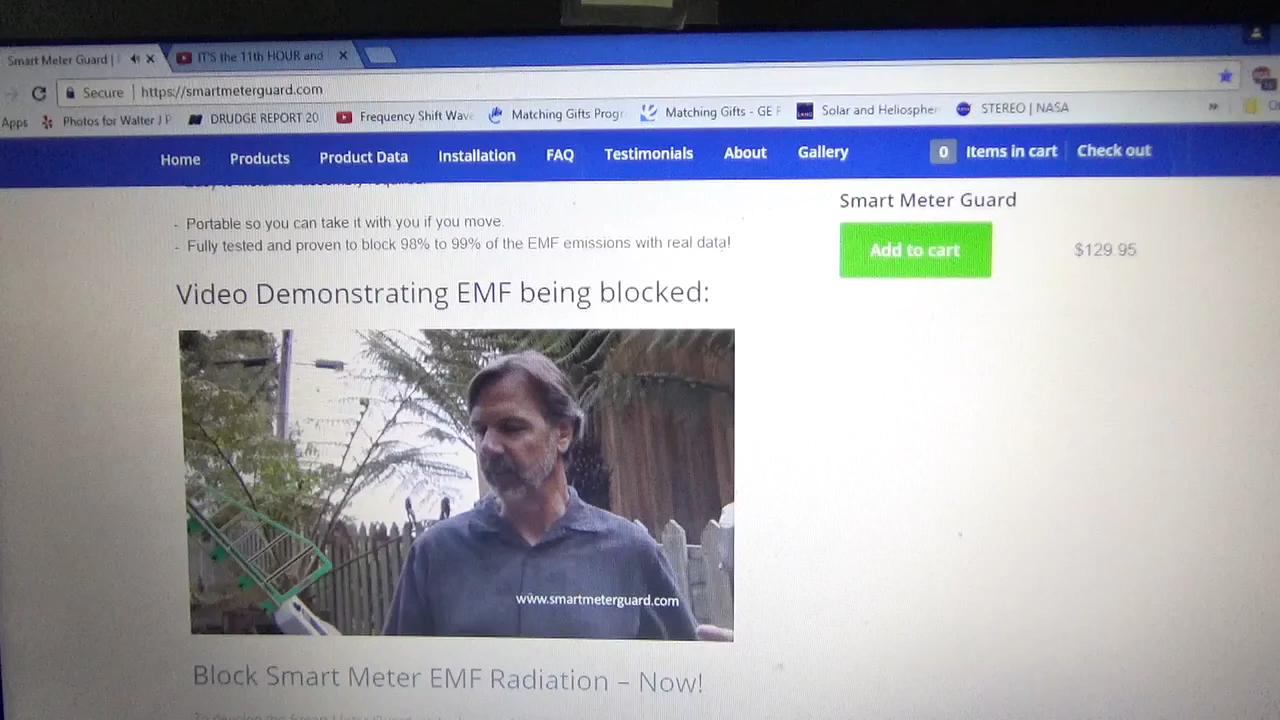 Smart Meter Guard |
IT'S the 11th HOUR and
Secure | https://smartmeterguard.com
Apps Photos for Walter J P DRUDGE REPORT 20 Frequency Shift Wave Matching Gifts Progr Matching Gifts - GE F Solar and Heliospher STEREO | NASA »
Home Products Product Data Installation FAQ Testimonials About Gallery 0 Items in cart Check out
- Portable so you can take it with you if you move.
- Fully tested and proven to block 98% to 99% of the EMF emissions with real data!
Smart Meter Guard
Add to cart $129.95
Video Demonstrating EMF being blocked:
www.smartmeterguard.com
Block Smart Meter EMF Radiation – Now!